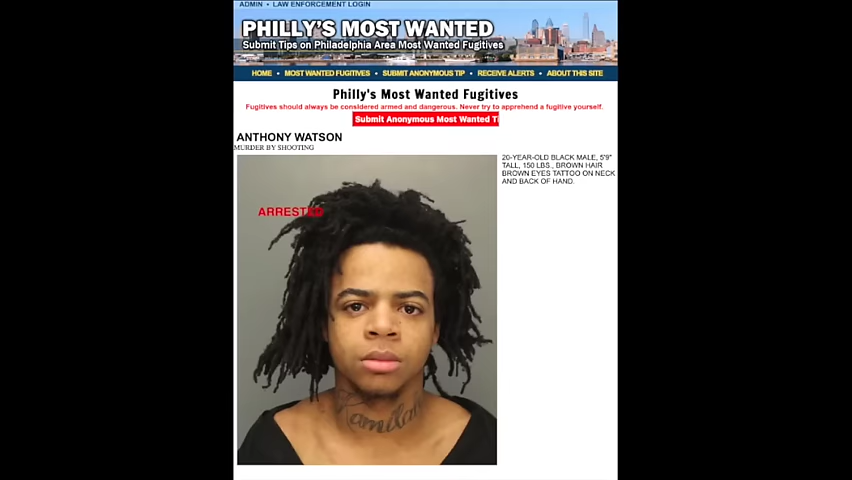 ADMIN • LAW ENFORCEMENT LOGIN
PHILLY'S MOST WANTED
Submit Tips on Philadelphia Area Most Wanted Fugitives
HOME • MOST WANTED FUGITIVES • SUBMIT ANONYMOUS TIP • RECEIVE ALERTS • ABOUT THIS SITE
Philly's Most Wanted Fugitives
Fugitives should always be considered armed and dangerous. Never try to apprehend a fugitive yourself.
Submit Anonymous Most Wanted T
ANTHONY WATSON
MURDER BY SHOOTING
20-YEAR-OLD BLACK MALE, 5'9"
TALL, 150 LBS., BROWN HAIR
BROWN EYES TATTOO ON NECK
AND BACK OF HAND.
ARRESTED